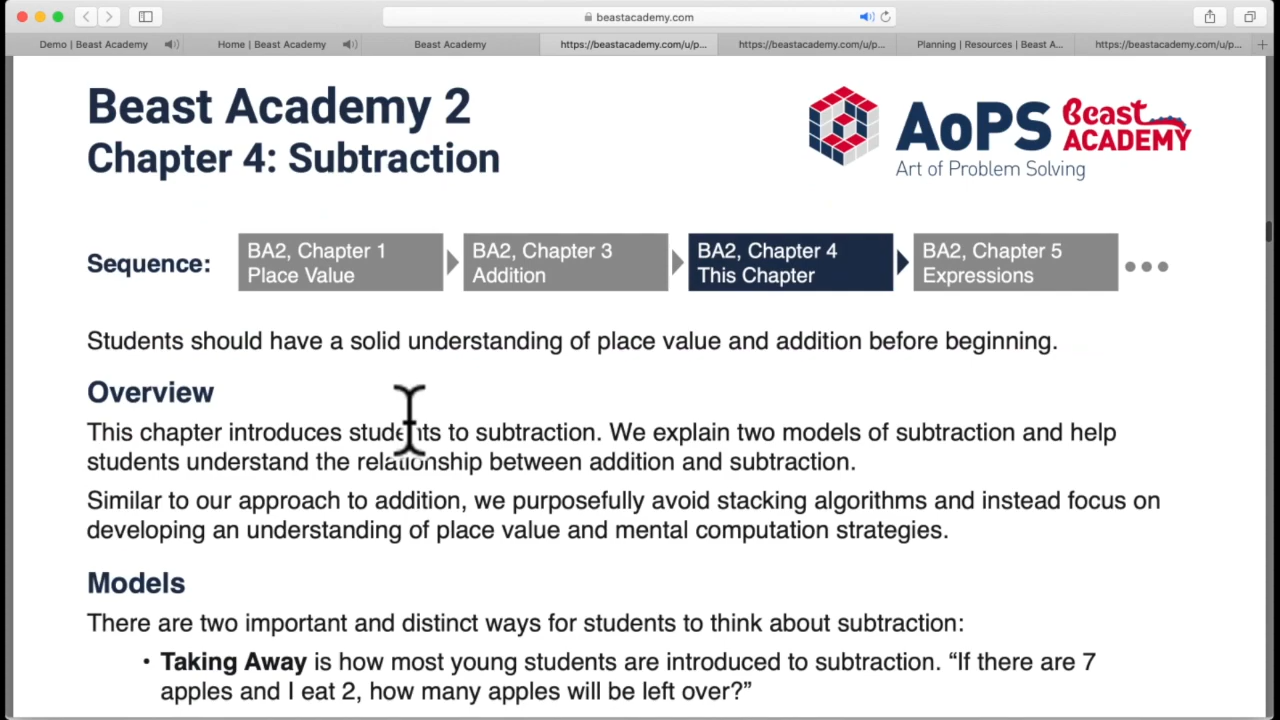 beastacademy.com
Demo | Beast Academy
Home | Beast Academy
Beast Academy
https://beastacademy.com/u/p...
https://beastacademy.com/u/p...
Planning | Resources | Beast A...
https://beastacademy.com/u/p...
Beast Academy 2
Chapter 4: Subtraction
AoPS
Beast
ACADEMY
Art of Problem Solving
Sequence:
BA2, Chapter 1
Place Value
BA2, Chapter 3
Addition
BA2, Chapter 4
This Chapter
BA2, Chapter 5
Expressions
Students should have a solid understanding of place value and addition before beginning.
Overview
This chapter introduces students to subtraction. We explain two models of subtraction and help
students understand the relationship between addition and subtraction.
Similar to our approach to addition, we purposefully avoid stacking algorithms and instead focus on
developing an understanding of place value and mental computation strategies.
Models
There are two important and distinct ways for students to think about subtraction:
• Taking Away is how most young students are introduced to subtraction. “If there are 7
apples and I eat 2, how many apples will be left over?”